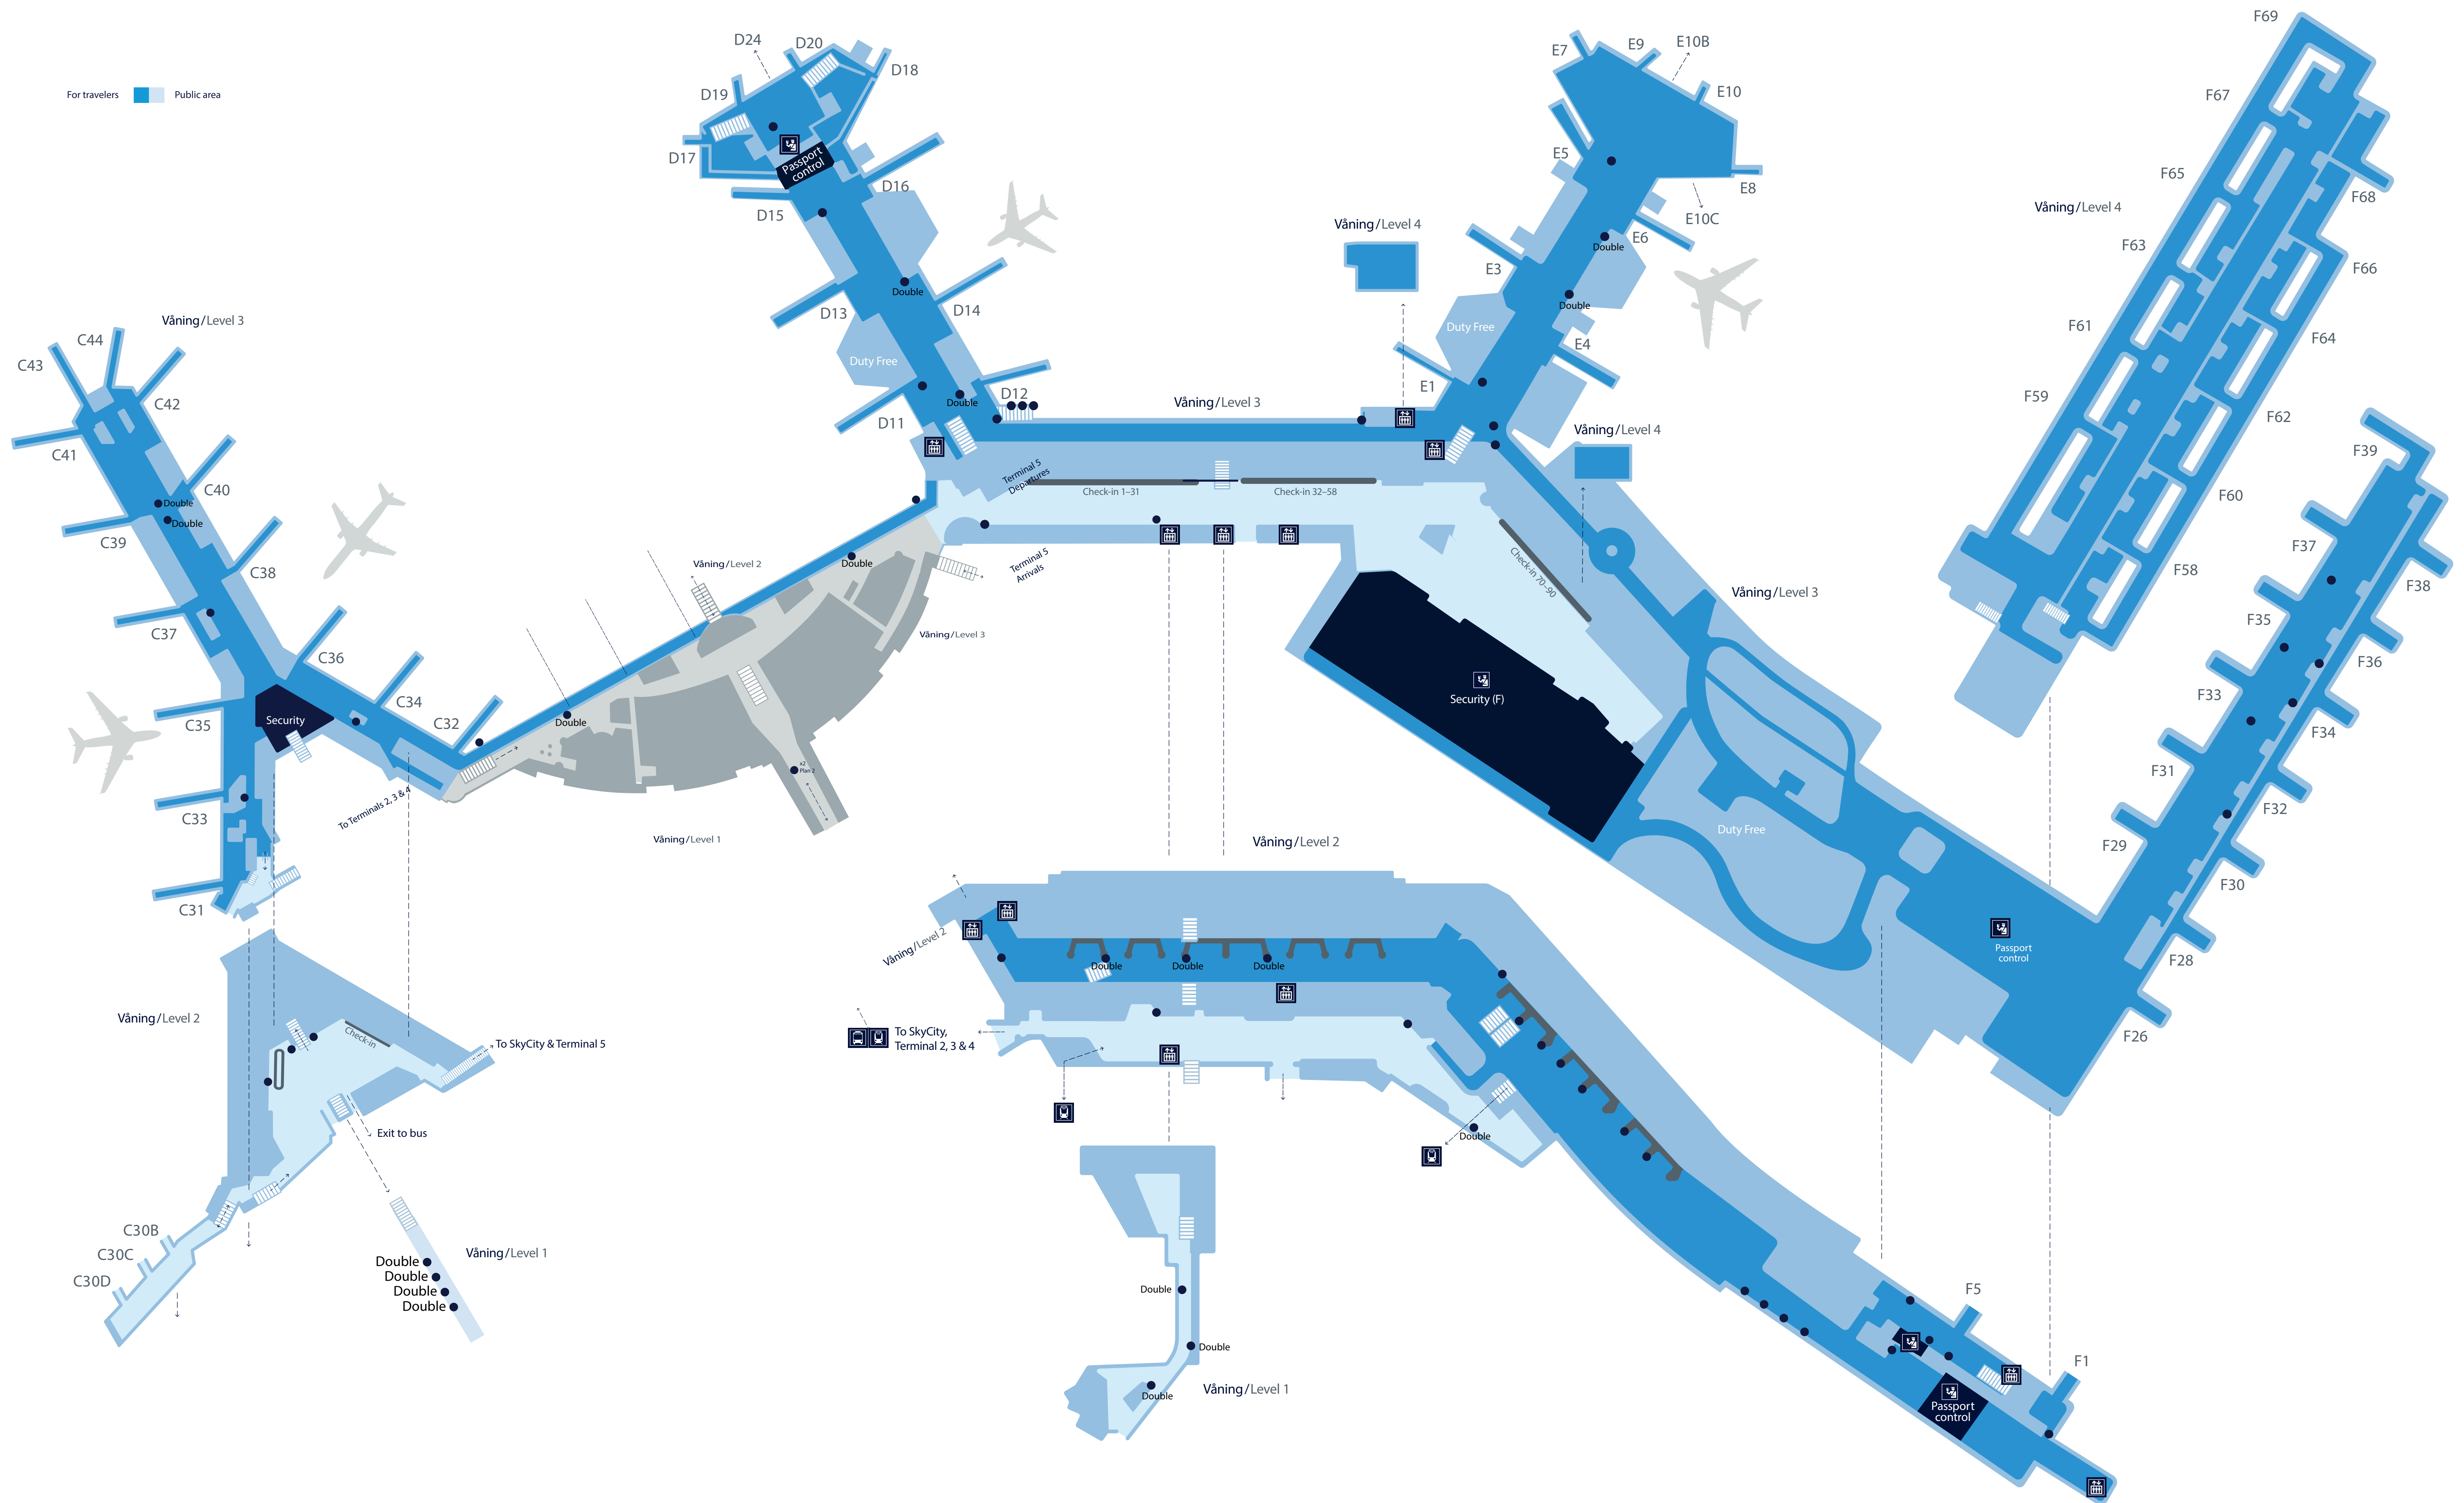 For travelers
Public area
D24
D20
D18
D19
D17
Passport
control
D16
D15
D14
D13
Double
Duty Free
D12
Double
D11
E7
E9
E10B
E10
E5
E8
E10C
E6
Double
E3
Double
Duty Free
E4
E1
Våning/Level 4
Våning/Level 3
Våning/Level 4
F69
F67
F65
F68
Våning/Level 4
F63
F66
F61
F64
F59
F62
F60
F58
F39
F37
F38
F35
F36
F33
F34
F31
F32
F29
F30
F28
F26
Våning/Level 3
C44
C43
C42
C41
C40
Double
Double
C39
C38
C37
C36
C35
C34
C32
Security
C33
C31
To Terminals 2, 3 & 4
Våning/Level 2
Double
Double
Våning/Level 3
x2
Plan 2
Våning/Level 1
Terminal 5
Departures
Check-in 1–31
Check-in 32–58
Terminal 5
Arrivals
Check-in 70–90
Security (F)
Våning/Level 3
Duty Free
Passport
control
Våning/Level 2
Check-in
To SkyCity & Terminal 5
Exit to bus
C30B
C30C
C30D
Våning/Level 1
Double
Double
Double
Double
Våning/Level 2
Våning/Level 2
Double
Double
Double
To SkyCity,
Terminal 2, 3 & 4
Double
Double
Double
Double
Våning/Level 1
F5
F1
Passport
control